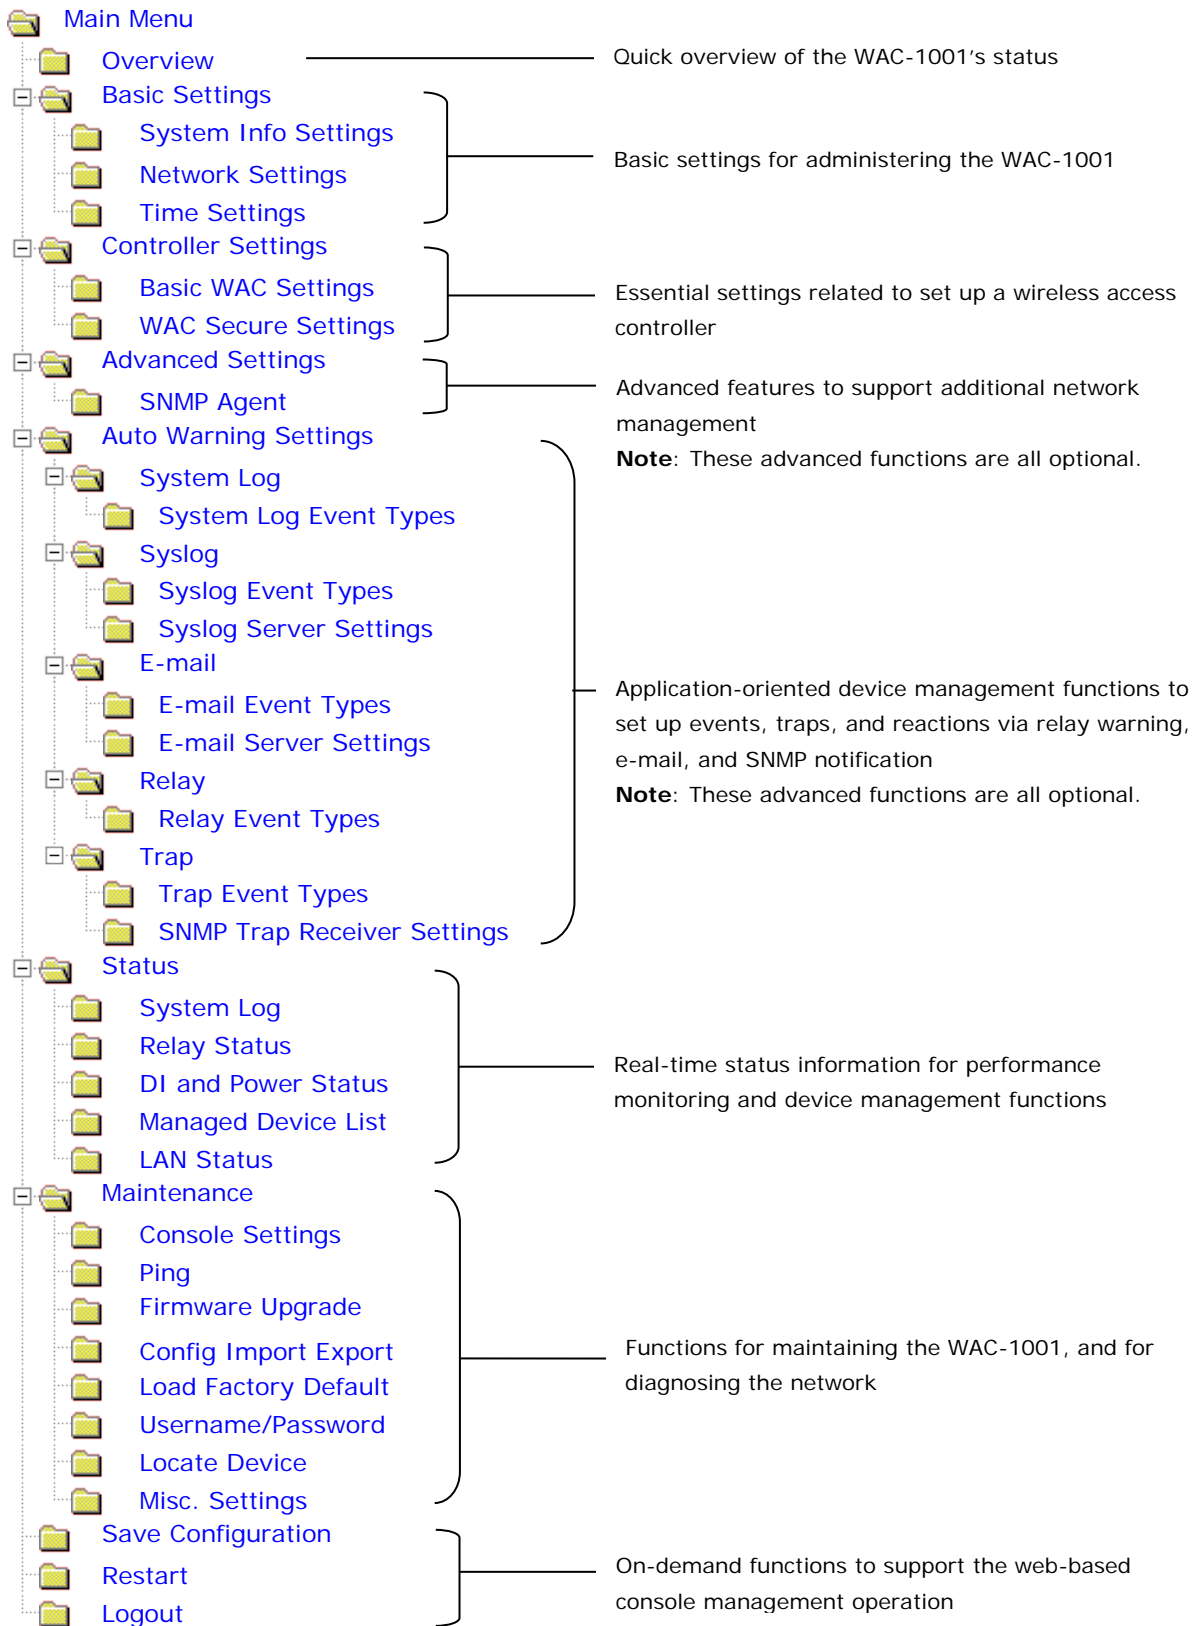 Main Menu
Overview
Quick overview of the WAC-1001's status
Basic Settings
System Info Settings
Network Settings
Time Settings
Basic settings for administering the WAC-1001
Controller Settings
Basic WAC Settings
WAC Secure Settings
Essential settings related to set up a wireless access
controller
Advanced Settings
SNMP Agent
Advanced features to support additional network
management
Note: These advanced functions are all optional.
Auto Warning Settings
System Log
System Log Event Types
Syslog
Syslog Event Types
Syslog Server Settings
E-mail
E-mail Event Types
E-mail Server Settings
Relay
Relay Event Types
Trap
Trap Event Types
SNMP Trap Receiver Settings
Application-oriented device management functions to
set up events, traps, and reactions via relay warning,
e-mail, and SNMP notification
Note: These advanced functions are all optional.
Status
System Log
Relay Status
DI and Power Status
Managed Device List
LAN Status
Real-time status information for performance
monitoring and device management functions
Maintenance
Console Settings
Ping
Firmware Upgrade
Config Import Export
Load Factory Default
Username/Password
Locate Device
Misc. Settings
Functions for maintaining the WAC-1001, and for
diagnosing the network
Save Configuration
Restart
Logout
On-demand functions to support the web-based
console management operation